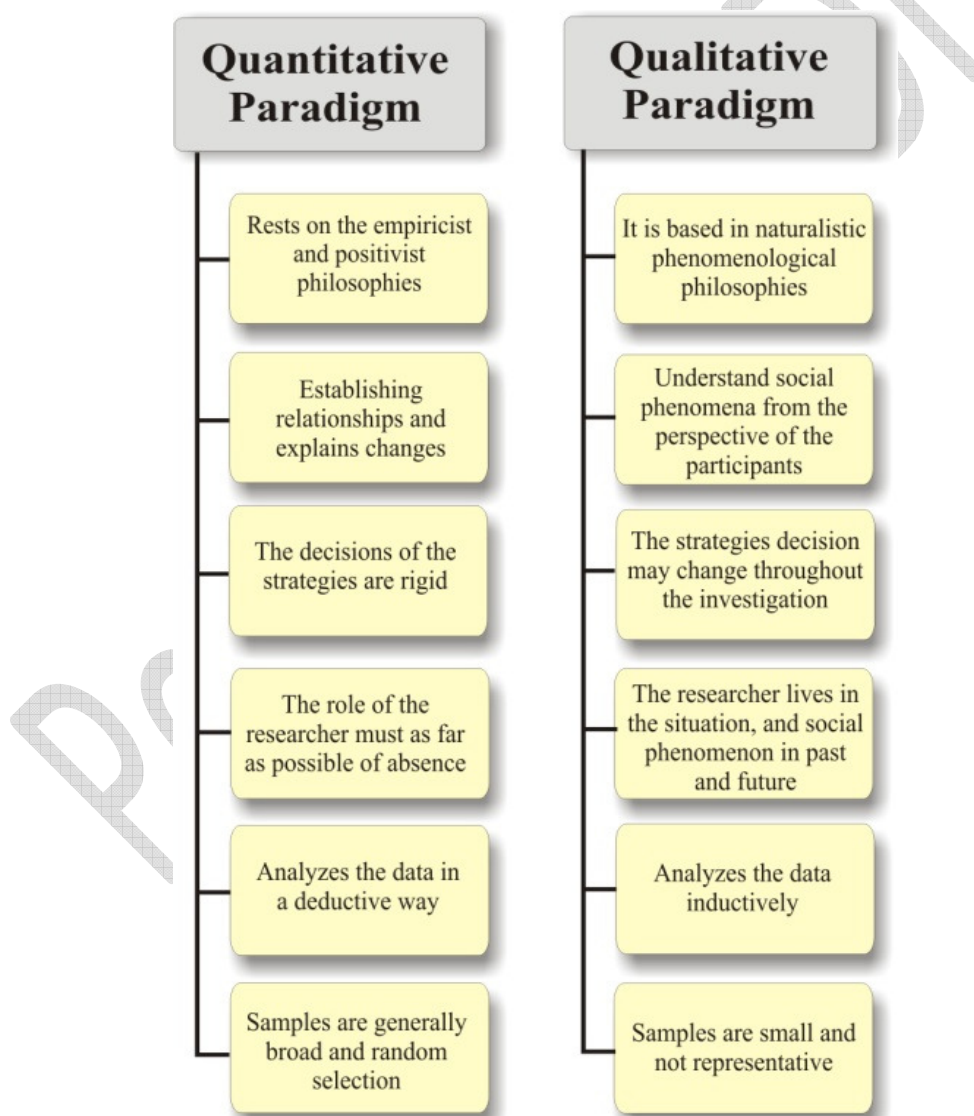 Quantitative
Paradigm
Rests on the empiricist
and positivist
philosophies
Establishing
relationships and
explains changes
The decisions of the
strategies are rigid
The role of the
researcher must as far
as possible of absence
Analyzes the data in
a deductive way
Samples are generally
broad and random
selection
Qualitative
Paradigm
It is based in naturalistic
phenomenological
philosophies
Understand social
phenomena from the
perspective of the
participants
The strategies decision
may change throughout
the investigation
The researcher lives in
the situation, and social
phenomenon in past
and future
Analyzes the data
inductively
Samples are small and
not representative